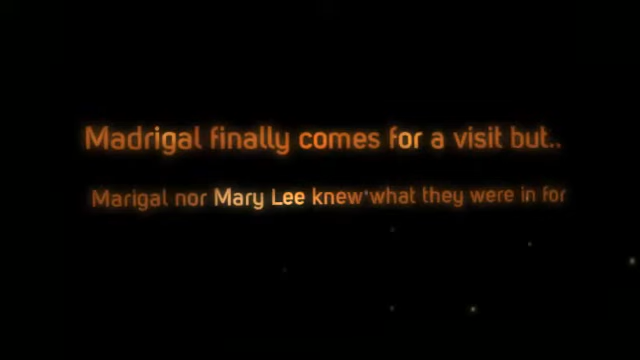 Madrigal finally comes for a visit but..
Marigal nor Mary Lee knew what they were in for